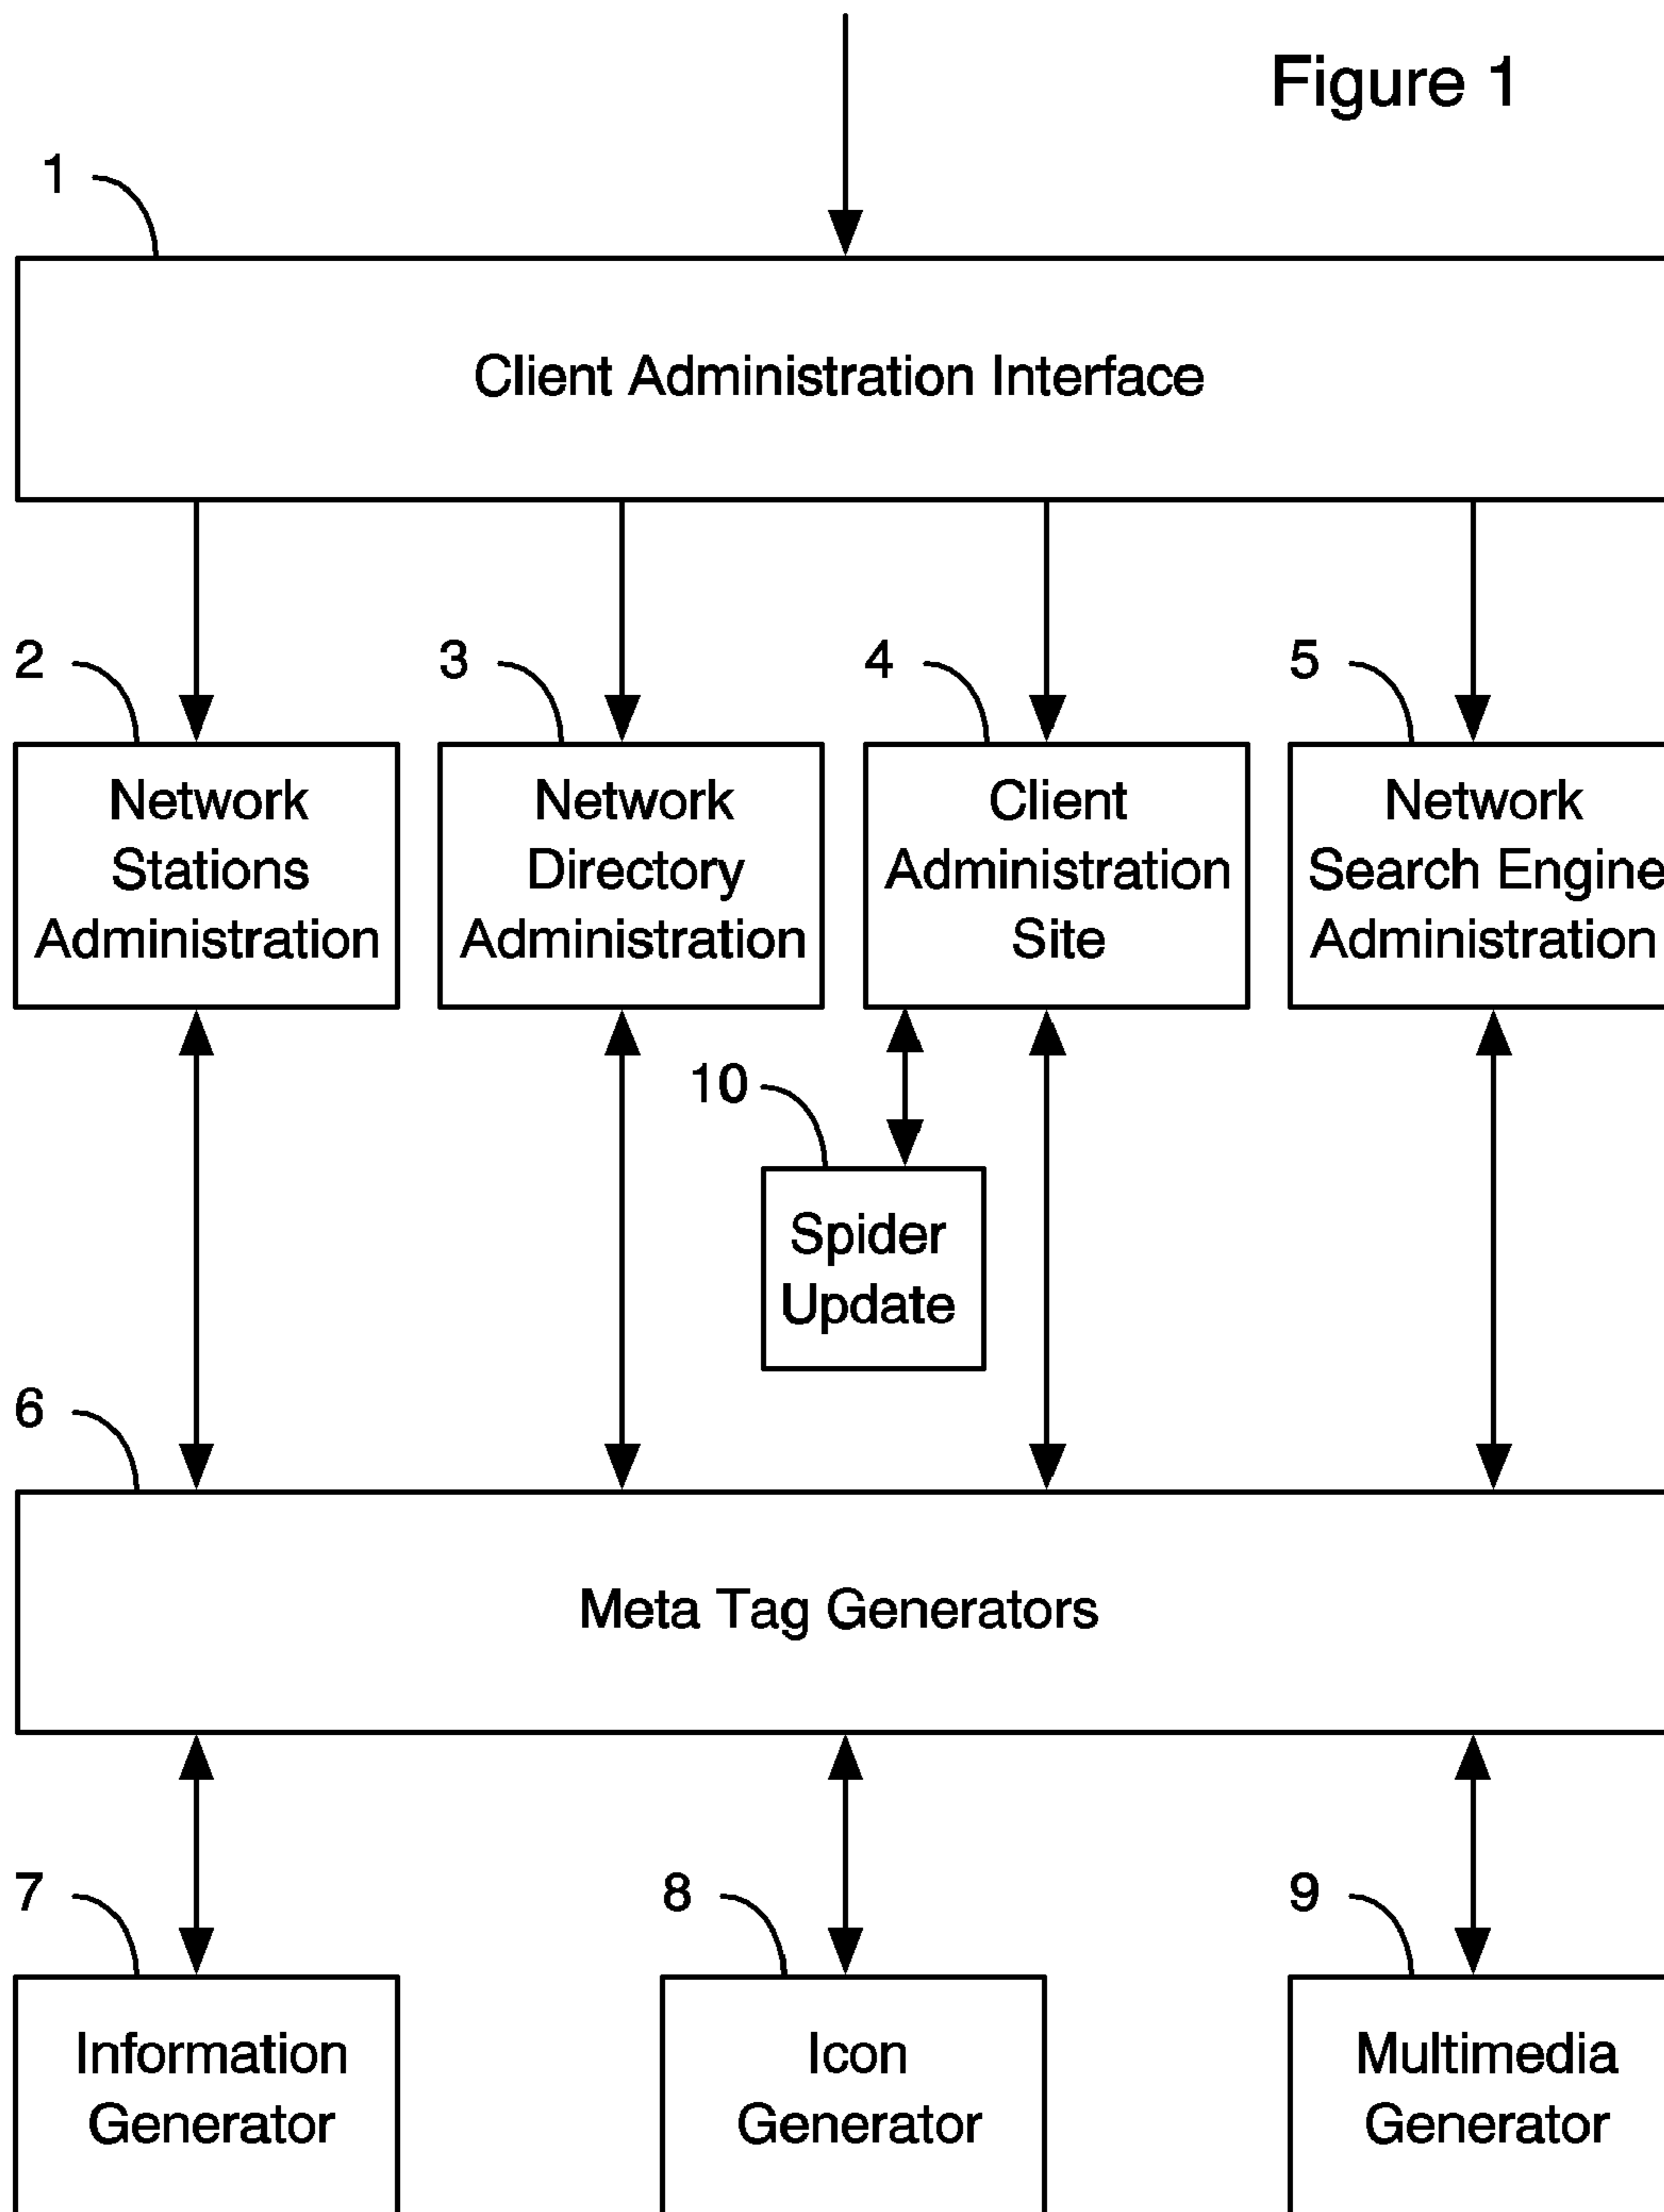 Figure 1
1
Client Administration Interface
2
3
4
5
Network
Stations
Administration
Network
Directory
Administration
Client
Administration
Site
Network
Search Engine
Administration
10
Spider
Update
6
Meta Tag Generators
7
8
9
Information
Generator
Icon
Generator
Multimedia
Generator